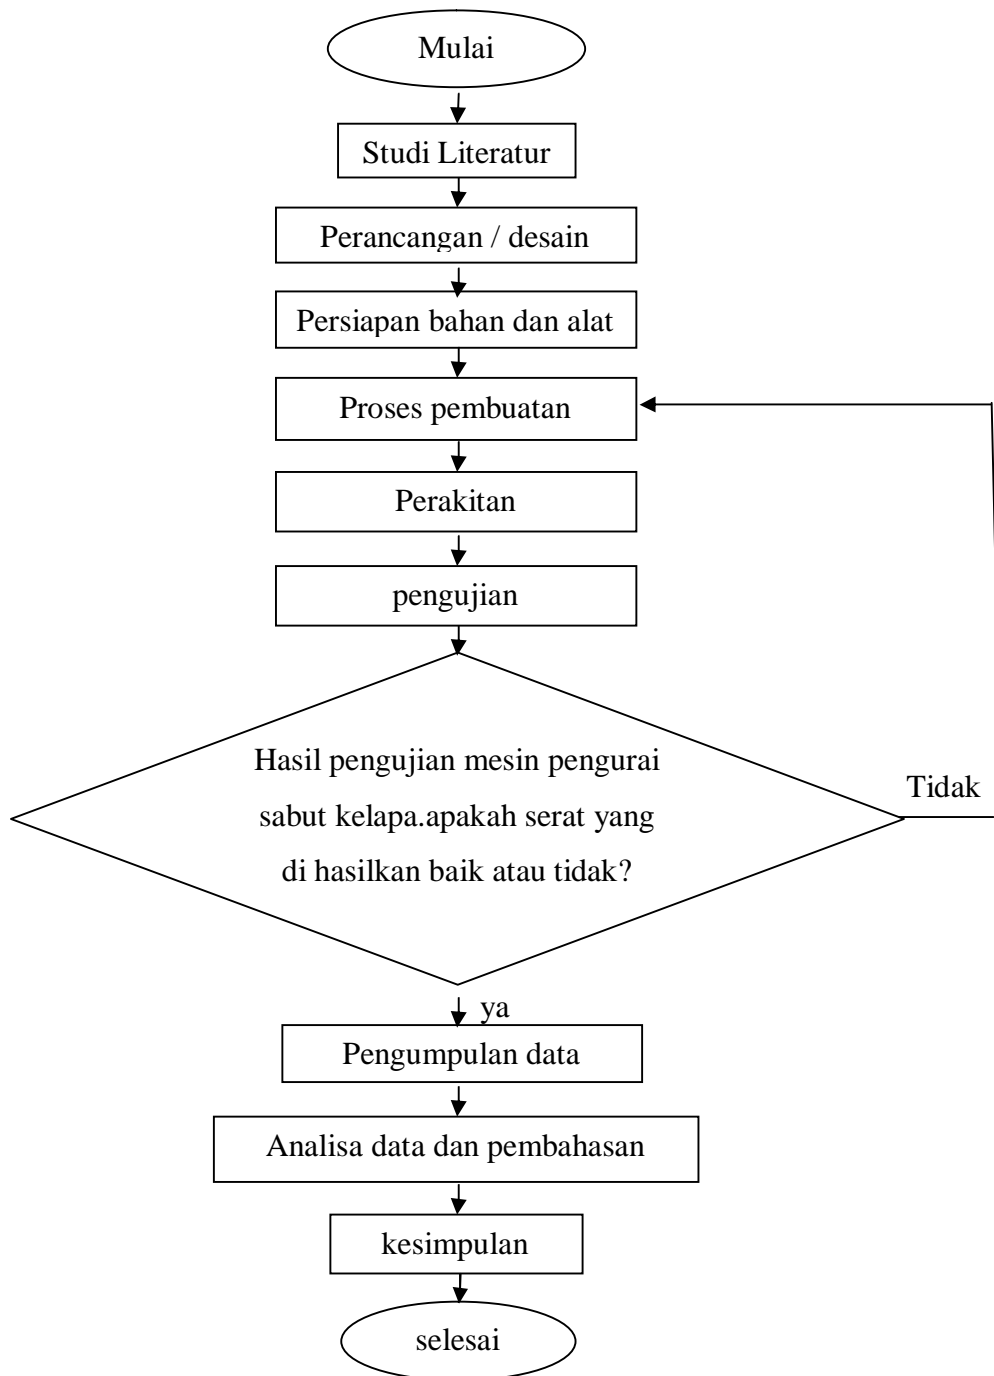 Mulai
Studi Literatur
Perancangan / desain
Persiapan bahan dan alat
Proses pembuatan
Perakitan
pengujian
Hasil pengujian mesin pengurai
sabut kelapa.apakah serat yang
di hasilkan baik atau tidak?
Tidak
ya
Pengumpulan data
Analisa data dan pembahasan
kesimpulan
selesai